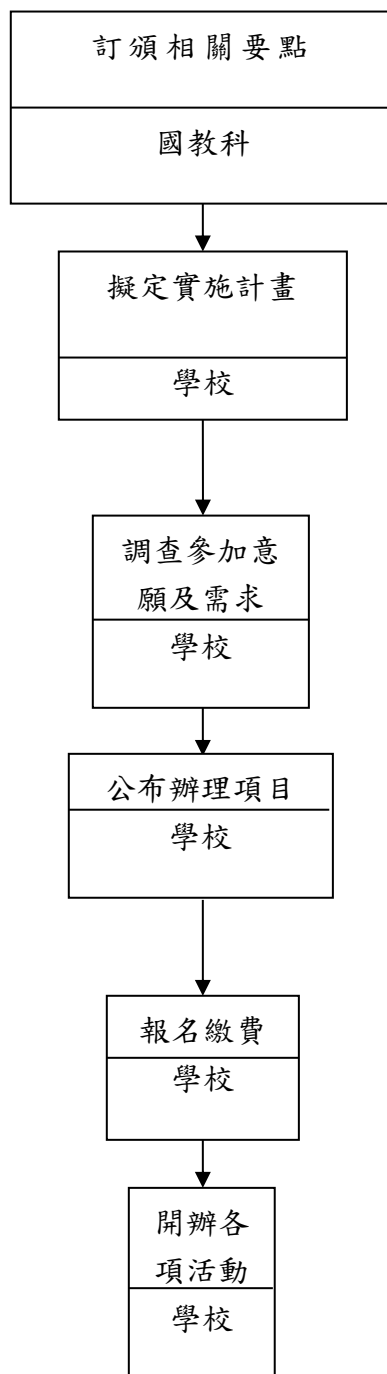 訂頒相關要點
國教科
擬定實施計畫
學校
調查參加意
願及需求
學校
公布辦理項目
學校
報名繳費
學校
開辦各
項活動
學校